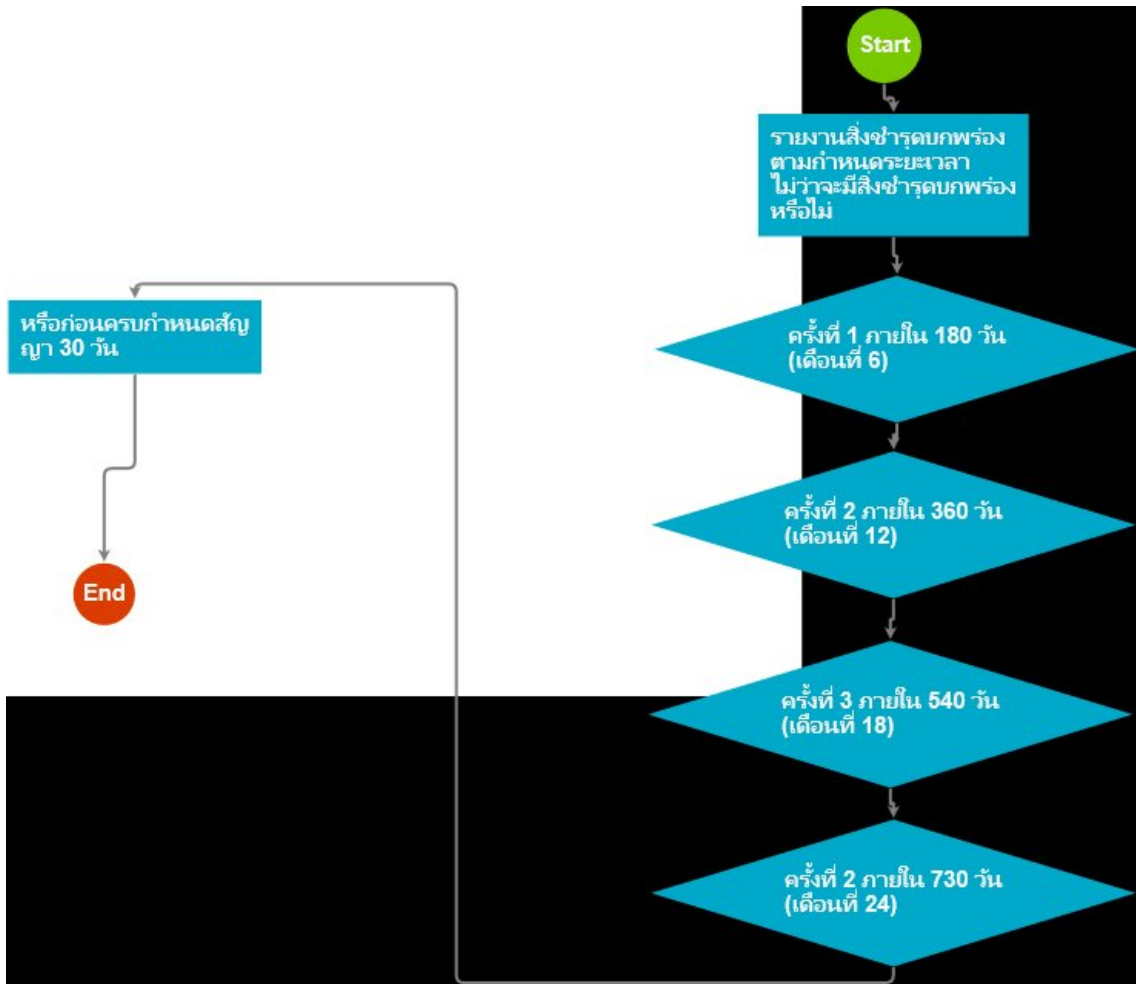 Start
รายงานสิ่งชำรุดบกพร่อง
ตามกำหนดระยะเวลา
ไม่ว่าจะมีสิ่งชำรุดบกพร่อง
หรือไม่
ครั้งที่ 1 ภายใน 180 วัน
(เดือนที่ 6)
ครั้งที่ 2 ภายใน 360 วัน
(เดือนที่ 12)
ครั้งที่ 3 ภายใน 540 วัน
(เดือนที่ 18)
ครั้งที่ 2 ภายใน 730 วัน
(เดือนที่ 24)
หรือก่อนครบกำหนดสัญ
ญา 30 วัน
End